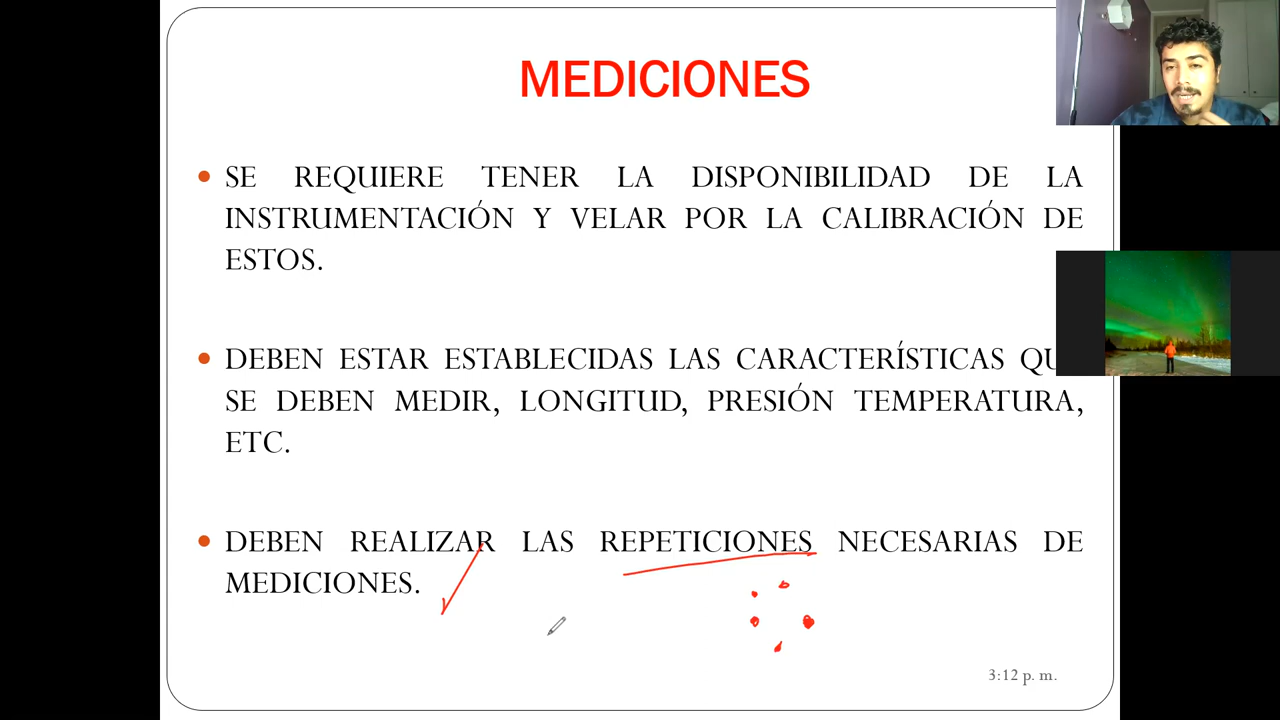 MEDICIONES
SE REQUIERE TENER LA DISPONIBILIDAD DE LA
INSTRUMENTACIÓN Y VELAR POR LA CALIBRACIÓN DE
ESTOS.
DEBEN ESTAR ESTABLECIDAS LAS CARACTERÍSTICAS QU
SE DEBEN MEDIR, LONGITUD, PRESIÓN TEMPERATURA,
ETC.
DEBEN REALIZAR LAS REPETICIONES NECESARIAS DE
MEDICIONES.
3:12 p. m.